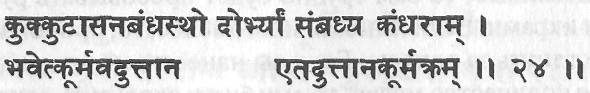 कुक्कुटासनबंधस्थो दोर्भ्यां संबध्य कंधराम् ।
भवेत्कूर्मवदुत्तान एतदुत्तानकूर्मकम् ।। २४ ।।